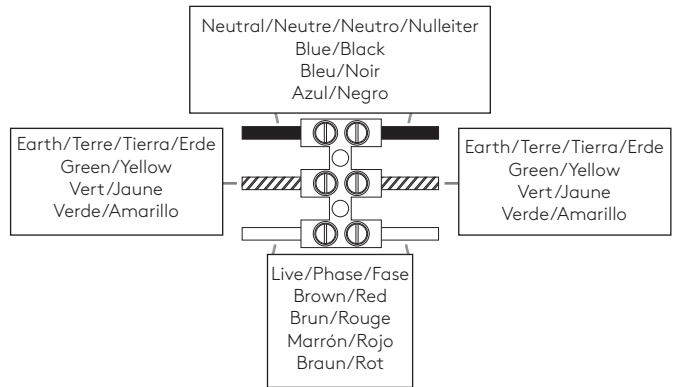 Neutral/Neutre/Neutro/Nulleiter
Blue/Black
Bleu/Noir
Azul/Negro
Earth/Terre/Tierra/Erde
Green/Yellow
Vert/Jaune
Verde/Amarillo
Earth/Terre/Tierra/Erde
Green/Yellow
Vert/Jaune
Verde/Amarillo
Live/Phase/Fase
Brown/Red
Brun/Rouge
Marrón/Rojo
Braun/Rot